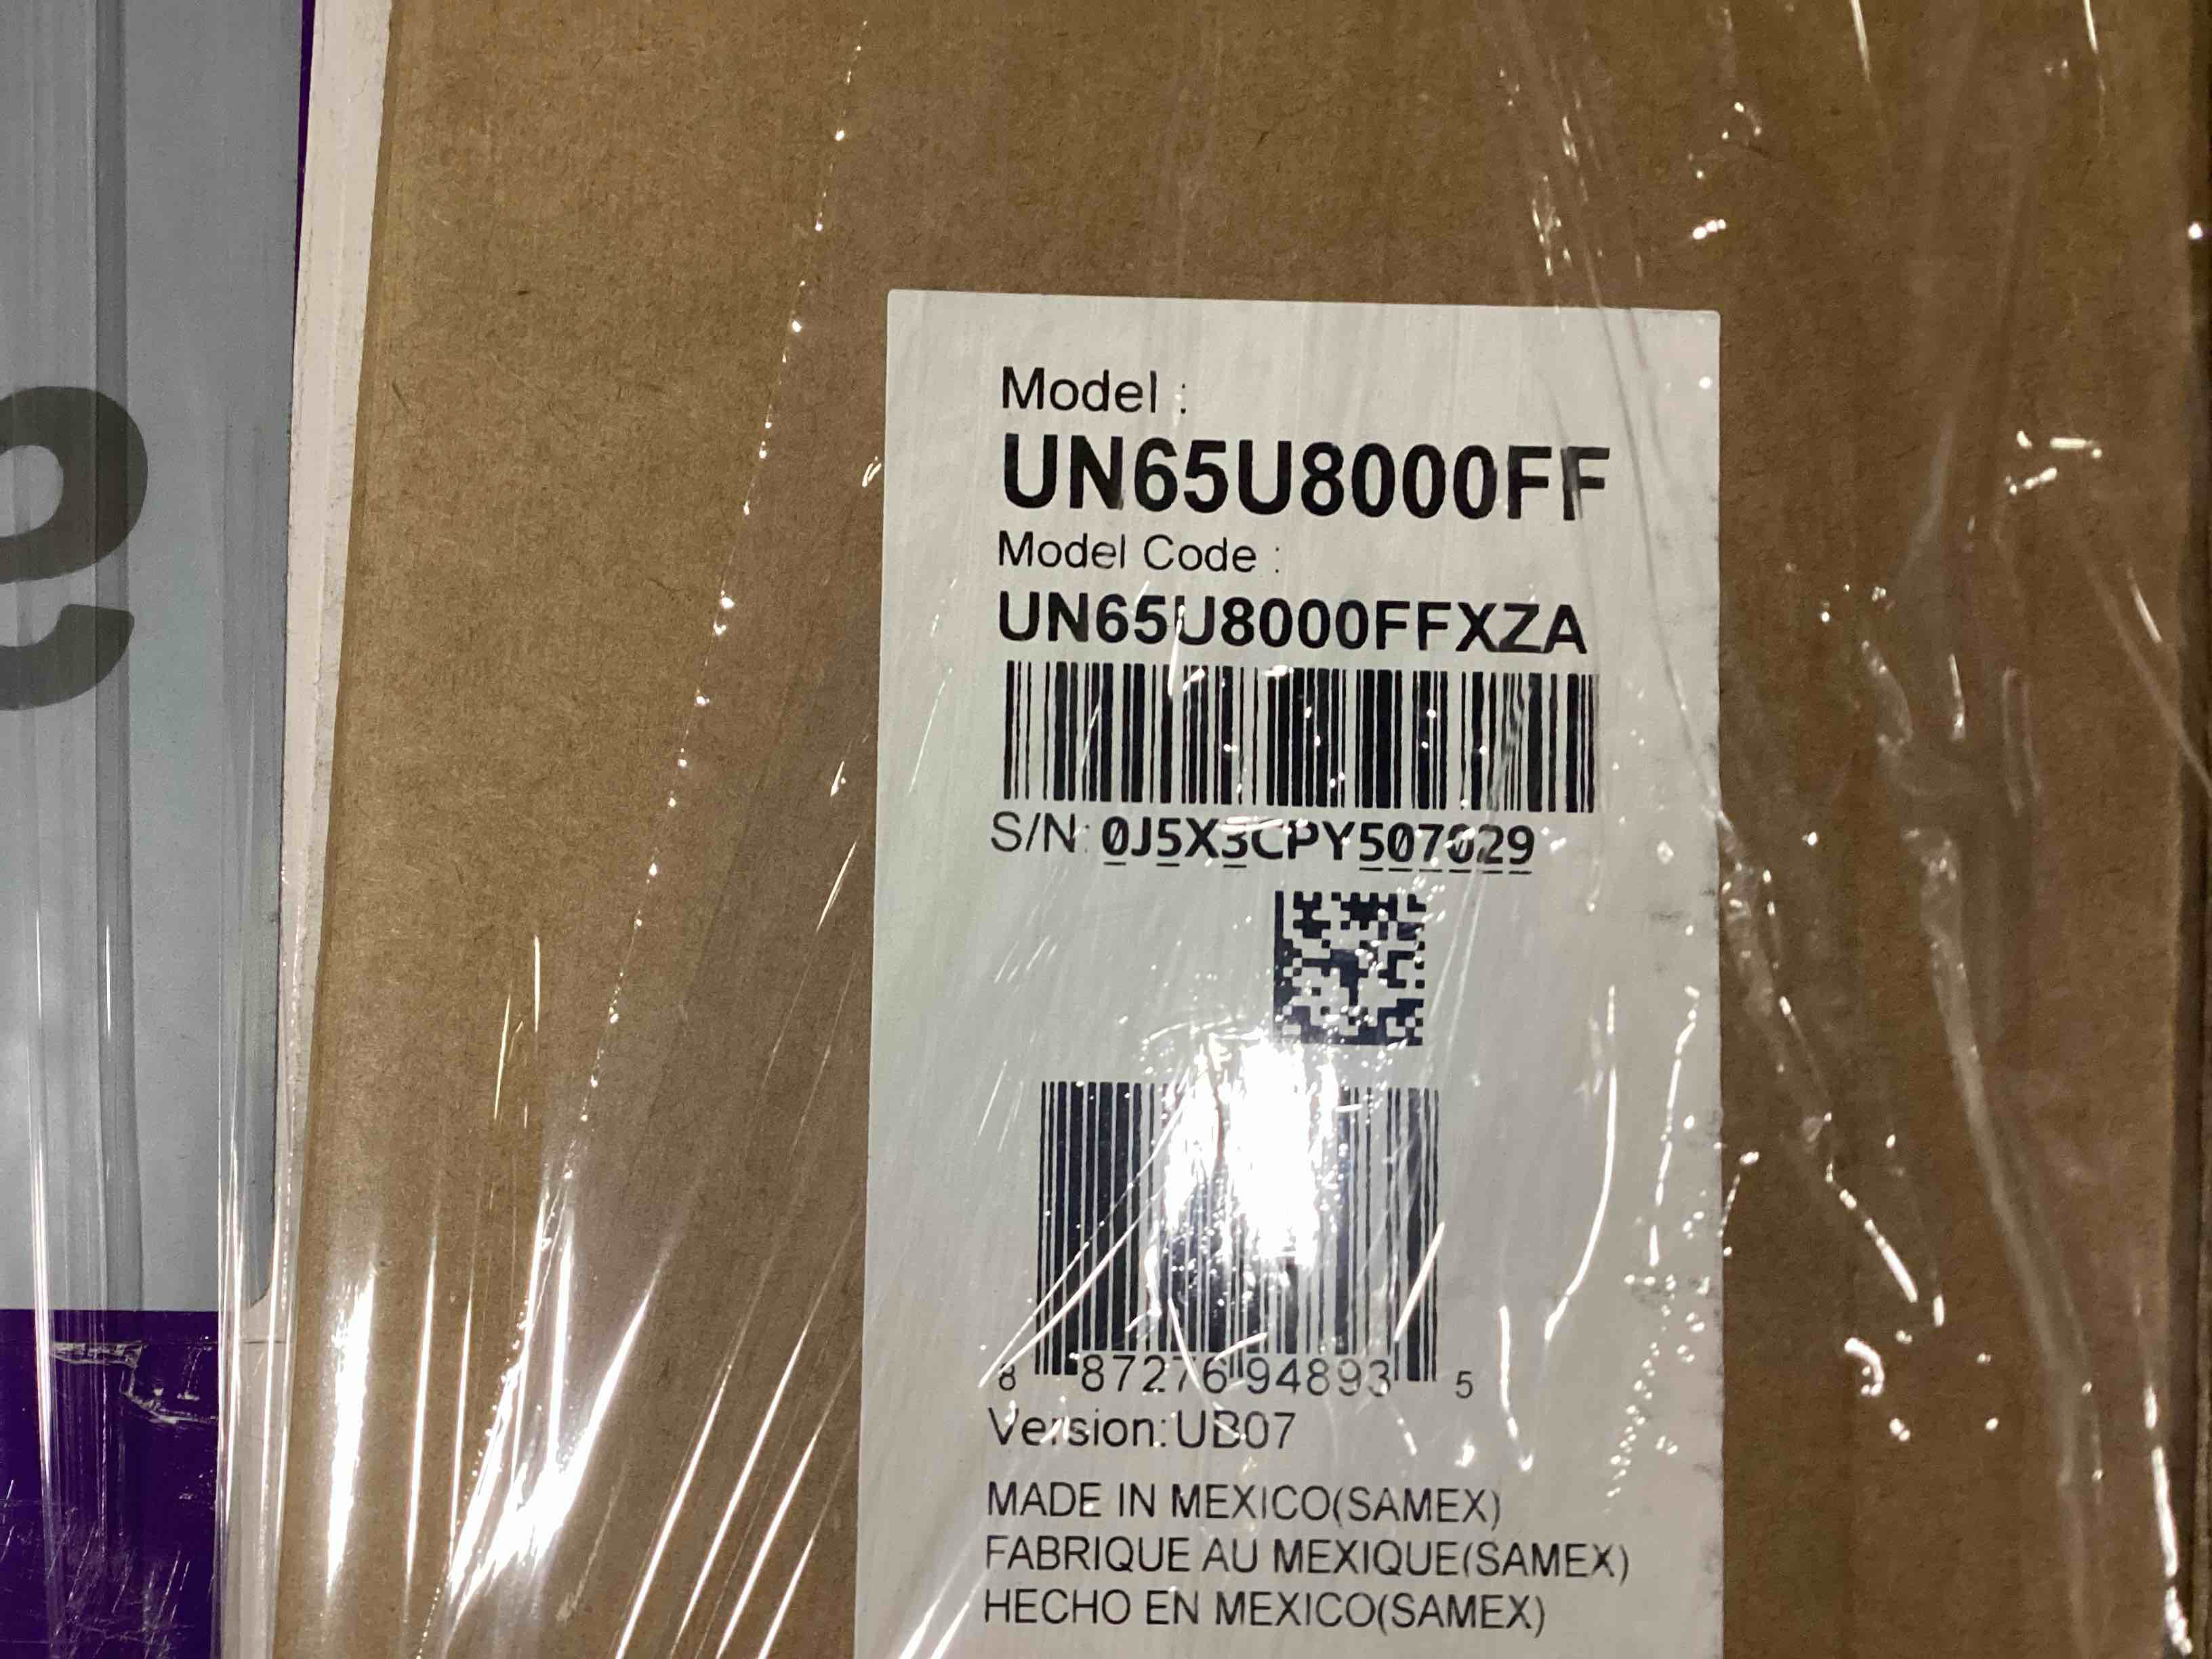 e
Model :
UN65U8000FF
Model Code :
UN65U8000FFXZA
S/N: 0J5X3CPY507029
8 87276 94893 5
Version:UB07
MADE IN MEXICO(SAMEX)
FABRIQUE AU MEXIQUE(SAMEX)
HECHO EN MEXICO(SAMEX)